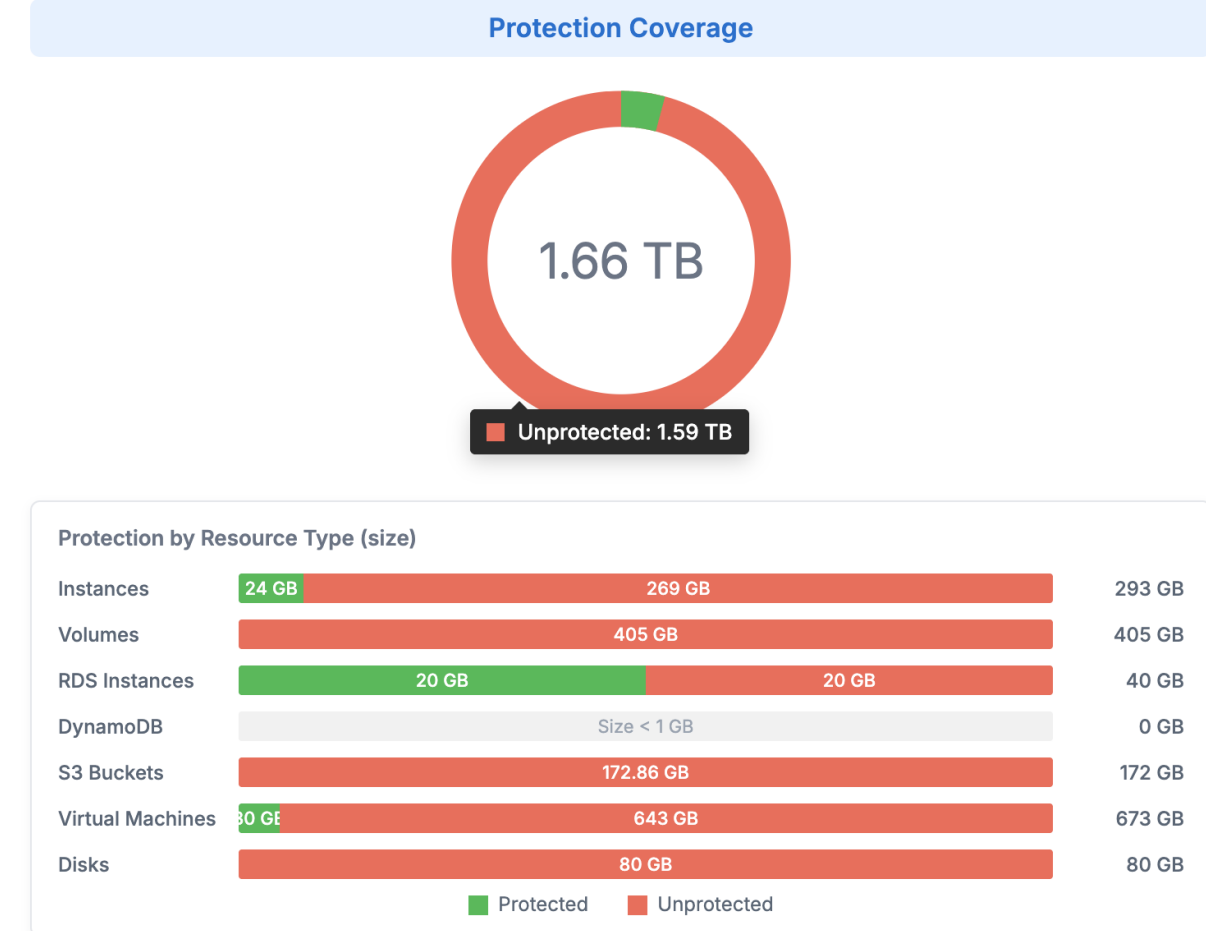 Protection Coverage
1.66 TB
Unprotected: 1.59 TB
Protection by Resource Type (size)
Instances 24 GB 269 GB 293 GB
Volumes 405 GB 405 GB
RDS Instances 20 GB 20 GB 40 GB
DynamoDB Size < 1 GB 0 GB
S3 Buckets 172.86 GB 172 GB
Virtual Machines 30 GB 643 GB 673 GB
Disks 80 GB 80 GB
Protected Unprotected